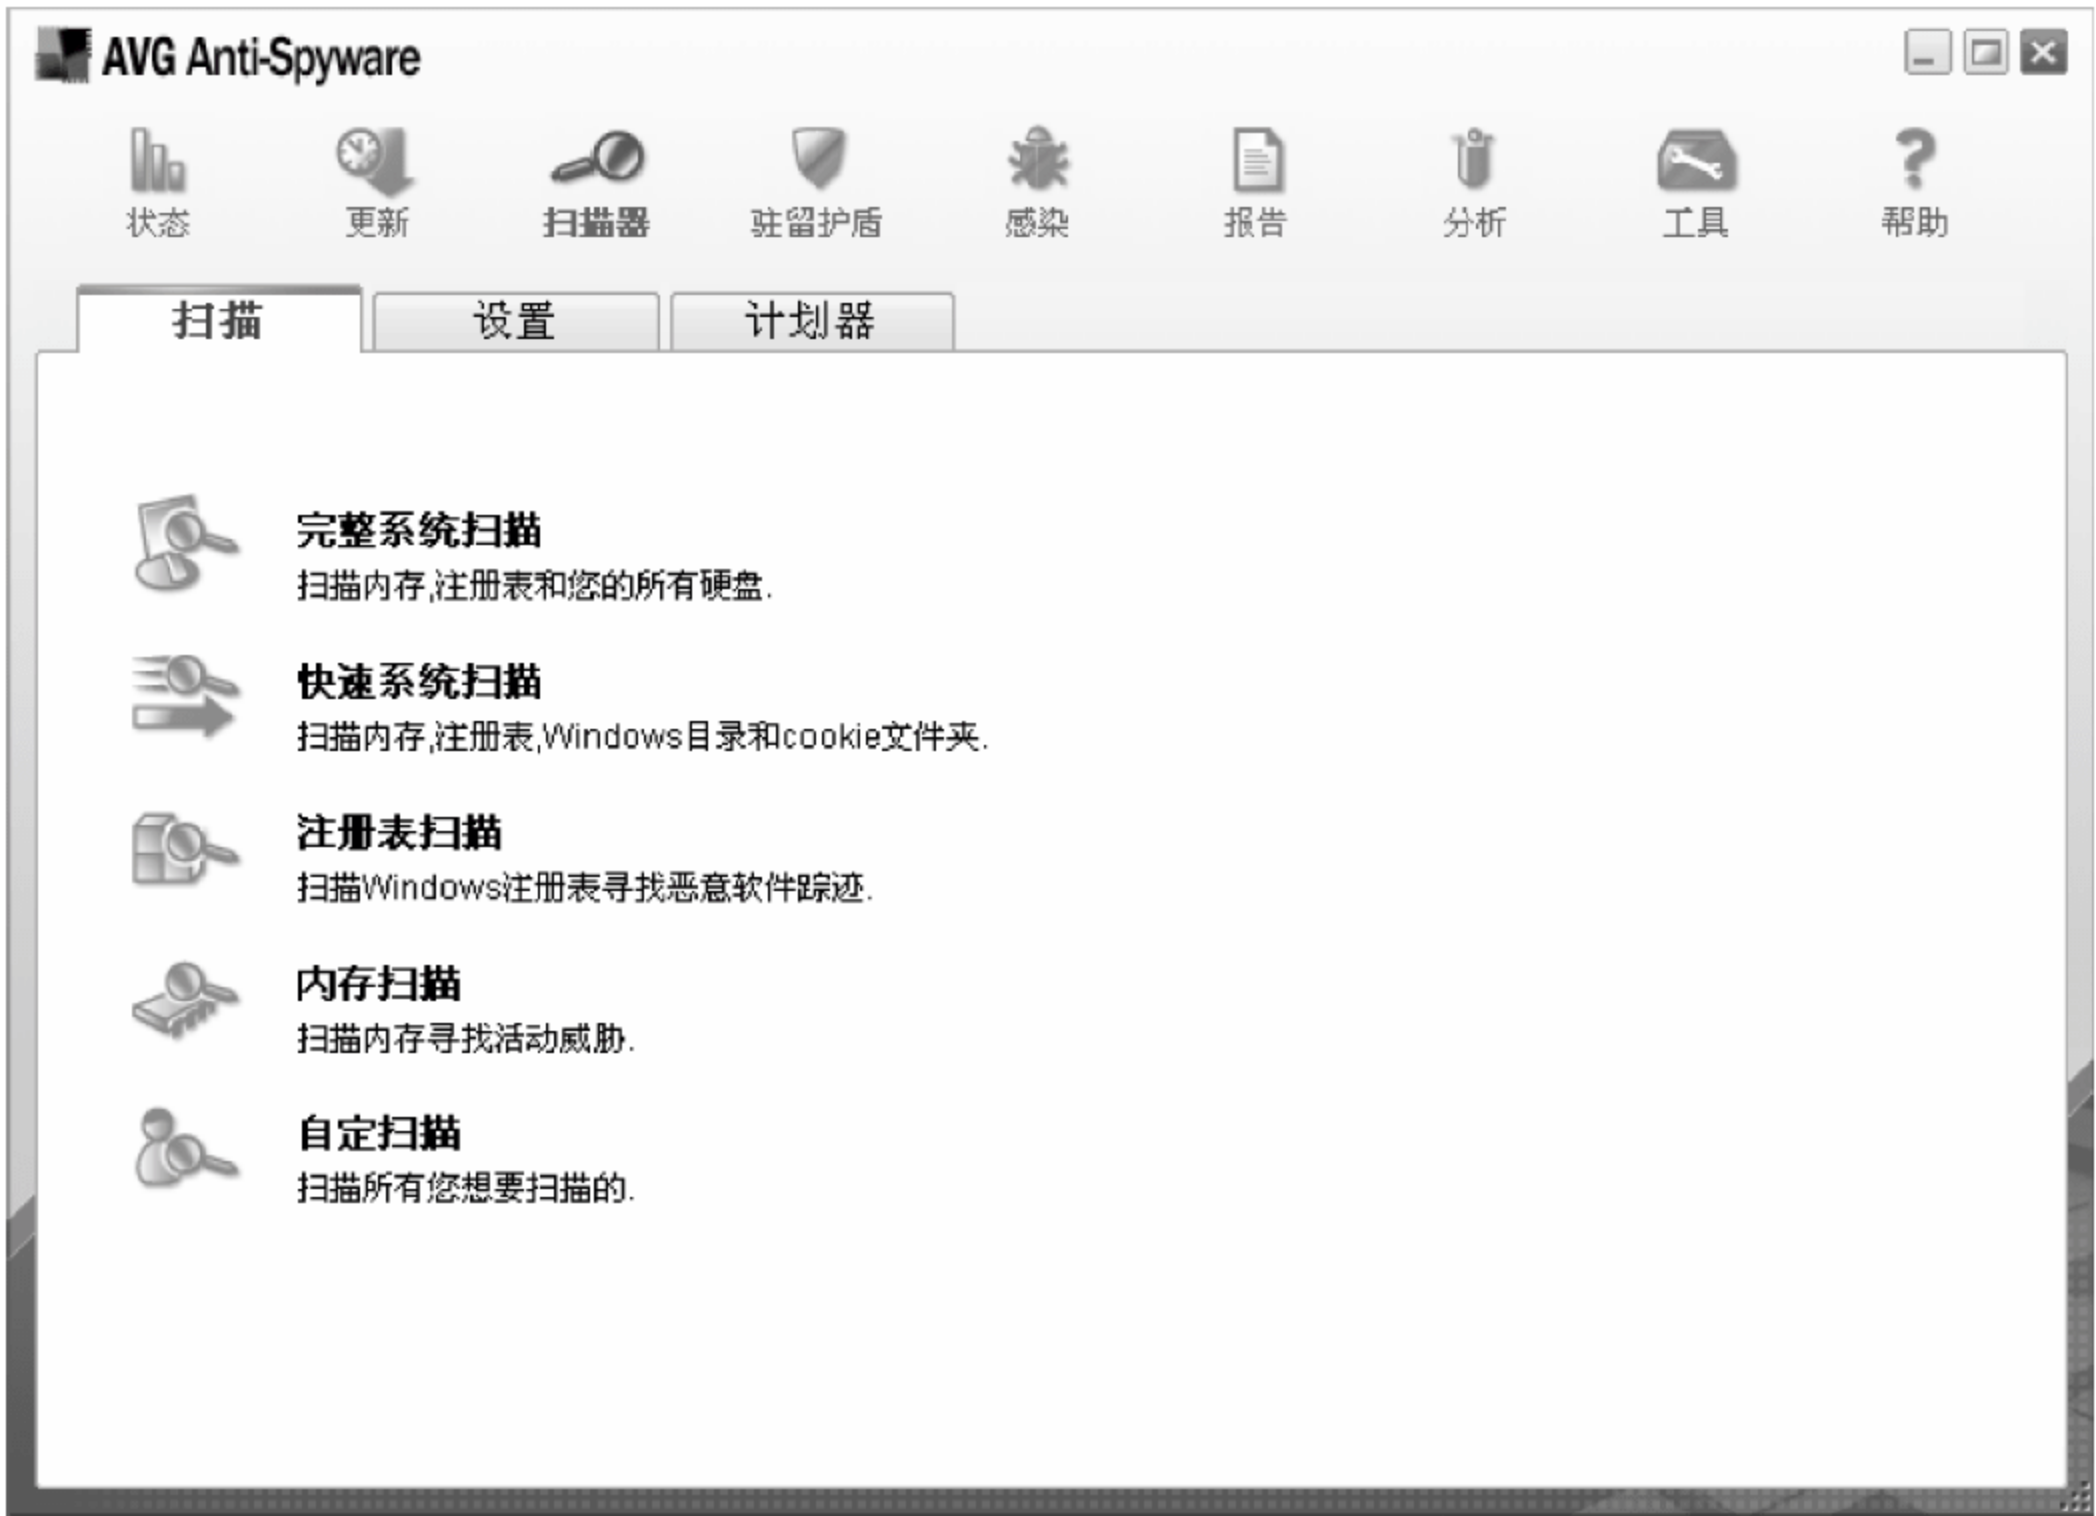 AVG Anti-Spyware
状态 更新 扫描器 驻留护盾 感染 报告 分析 工具 帮助
扫描 设置 计划器
完整系统扫描
扫描内存,注册表和您的所有硬盘.
快速系统扫描
扫描内存,注册表,Windows目录和cookie文件夹.
注册表扫描
扫描Windows注册表寻找恶意软件踪迹.
内存扫描
扫描内存寻找活动威胁.
自定扫描
扫描所有您想要扫描的.